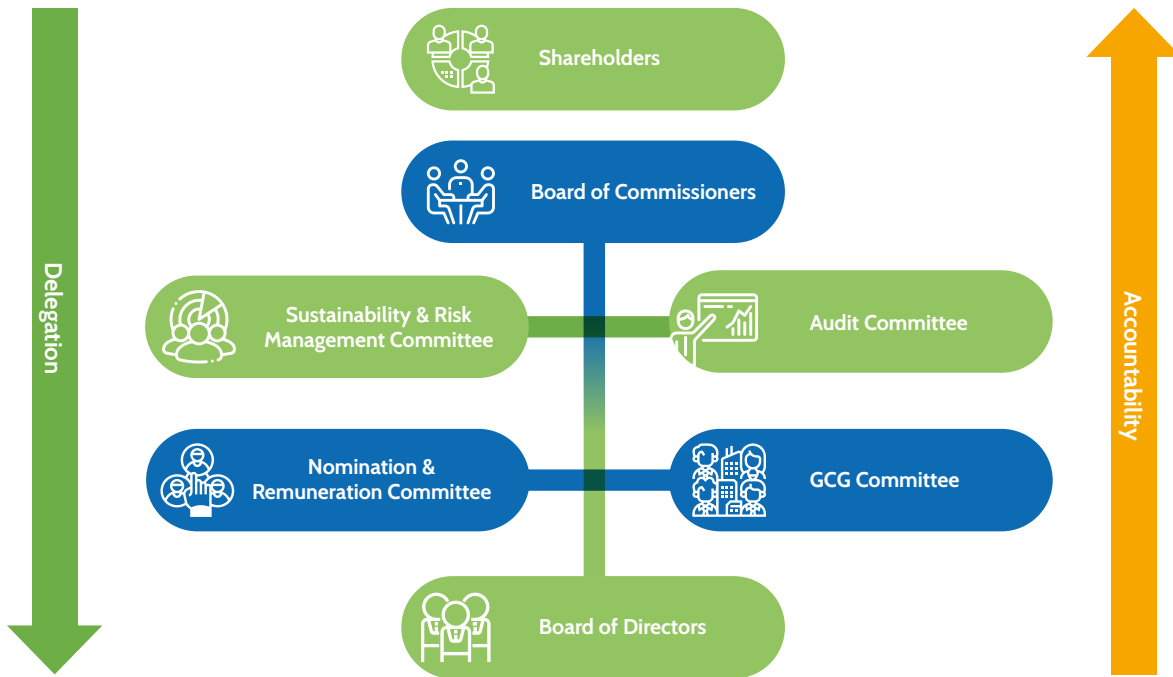 Shareholders
Board of Commissioners
Delegation
Sustainability & Risk
Management Committee
Audit Committee
Accountability
Nomination &
Remuneration Committee
GCG Committee
Board of Directors